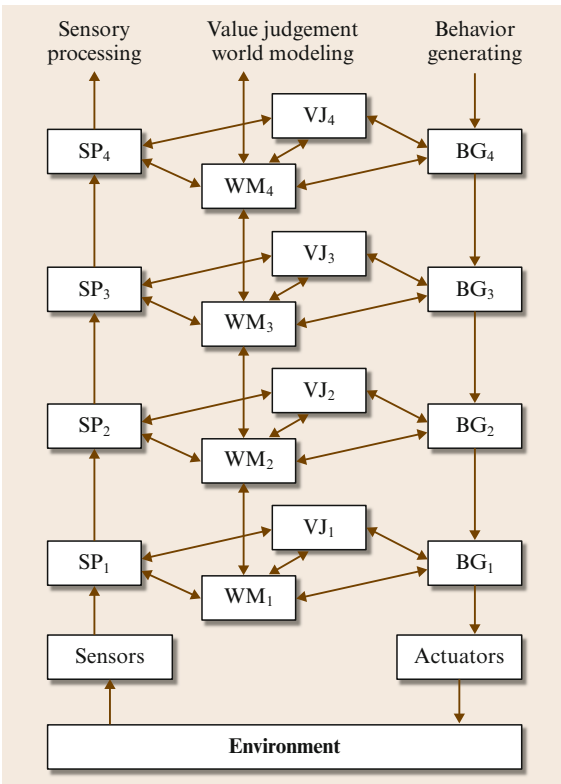 Sensory processing
Value judgement world modeling
Behavior generating
VJ₄
SP₄
BG₄
WM₄
VJ₃
SP₃
BG₃
WM₃
VJ₂
SP₂
BG₂
WM₂
VJ₁
SP₁
BG₁
WM₁
Sensors
Actuators
Environment